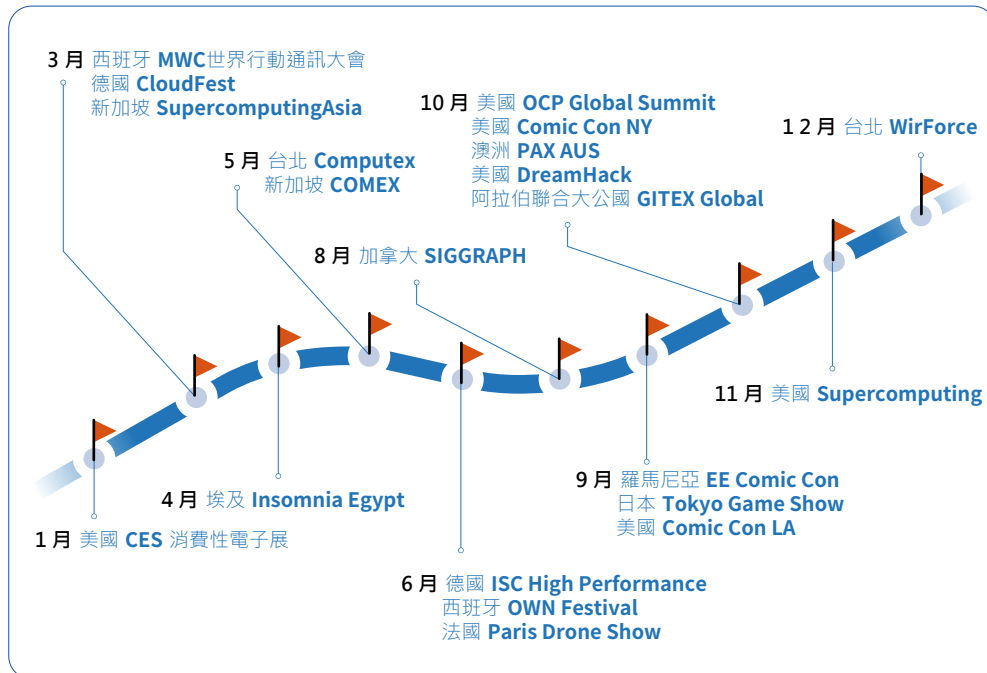 3 月 西班牙 MWC世界行動通訊大會
德國 CloudFest
新加坡 SupercomputingAsia
10 月 美國 OCP Global Summit
美國 Comic Con NY
澳洲 PAX AUS
美國 DreamHack
阿拉伯聯合大公國 GITEX Global
1 2 月 台北 WirForce
5 月 台北 Computex
新加坡 COMEX
8 月 加拿大 SIGGRAPH
11 月 美國 Supercomputing
9 月 羅馬尼亞 EE Comic Con
日本 Tokyo Game Show
美國 Comic Con LA
4 月 埃及 Insomnia Egypt
1 月 美國 CES 消費性電子展
6 月 德國 ISC High Performance
西班牙 OWN Festival
法國 Paris Drone Show